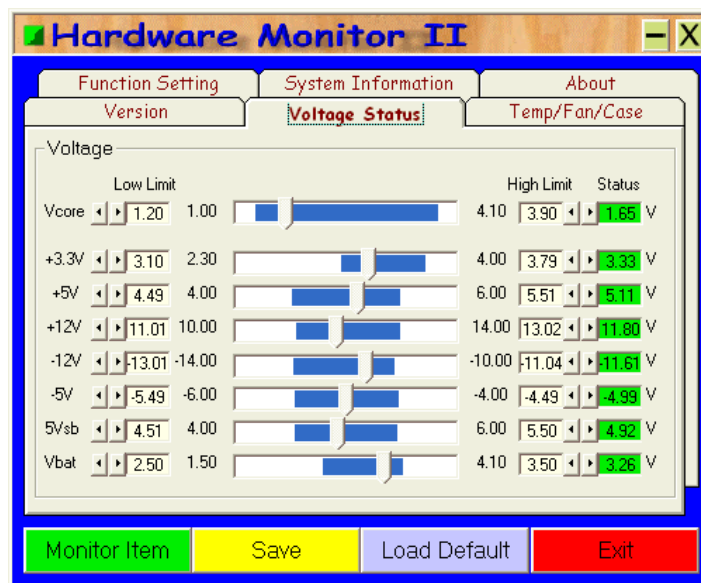 Hardware Monitor II
Function Setting System Information About
Version Voltage Status Temp/Fan/Case
Voltage
Low Limit High Limit Status
Vcore 1.20 1.00 4.10 3.90 1.65 V
+3.3V 3.10 2.30 4.00 3.79 3.33 V
+5V 4.49 4.00 6.00 5.51 5.11 V
+12V 11.01 10.00 14.00 13.02 11.80 V
-12V -13.01 -14.00 -10.00 -11.04 -11.61 V
-5V -5.49 -6.00 -4.00 -4.49 -4.99 V
5Vsb 4.51 4.00 6.00 5.50 4.92 V
Vbat 2.50 1.50 4.10 3.50 3.26 V
Monitor Item Save Load Default Exit